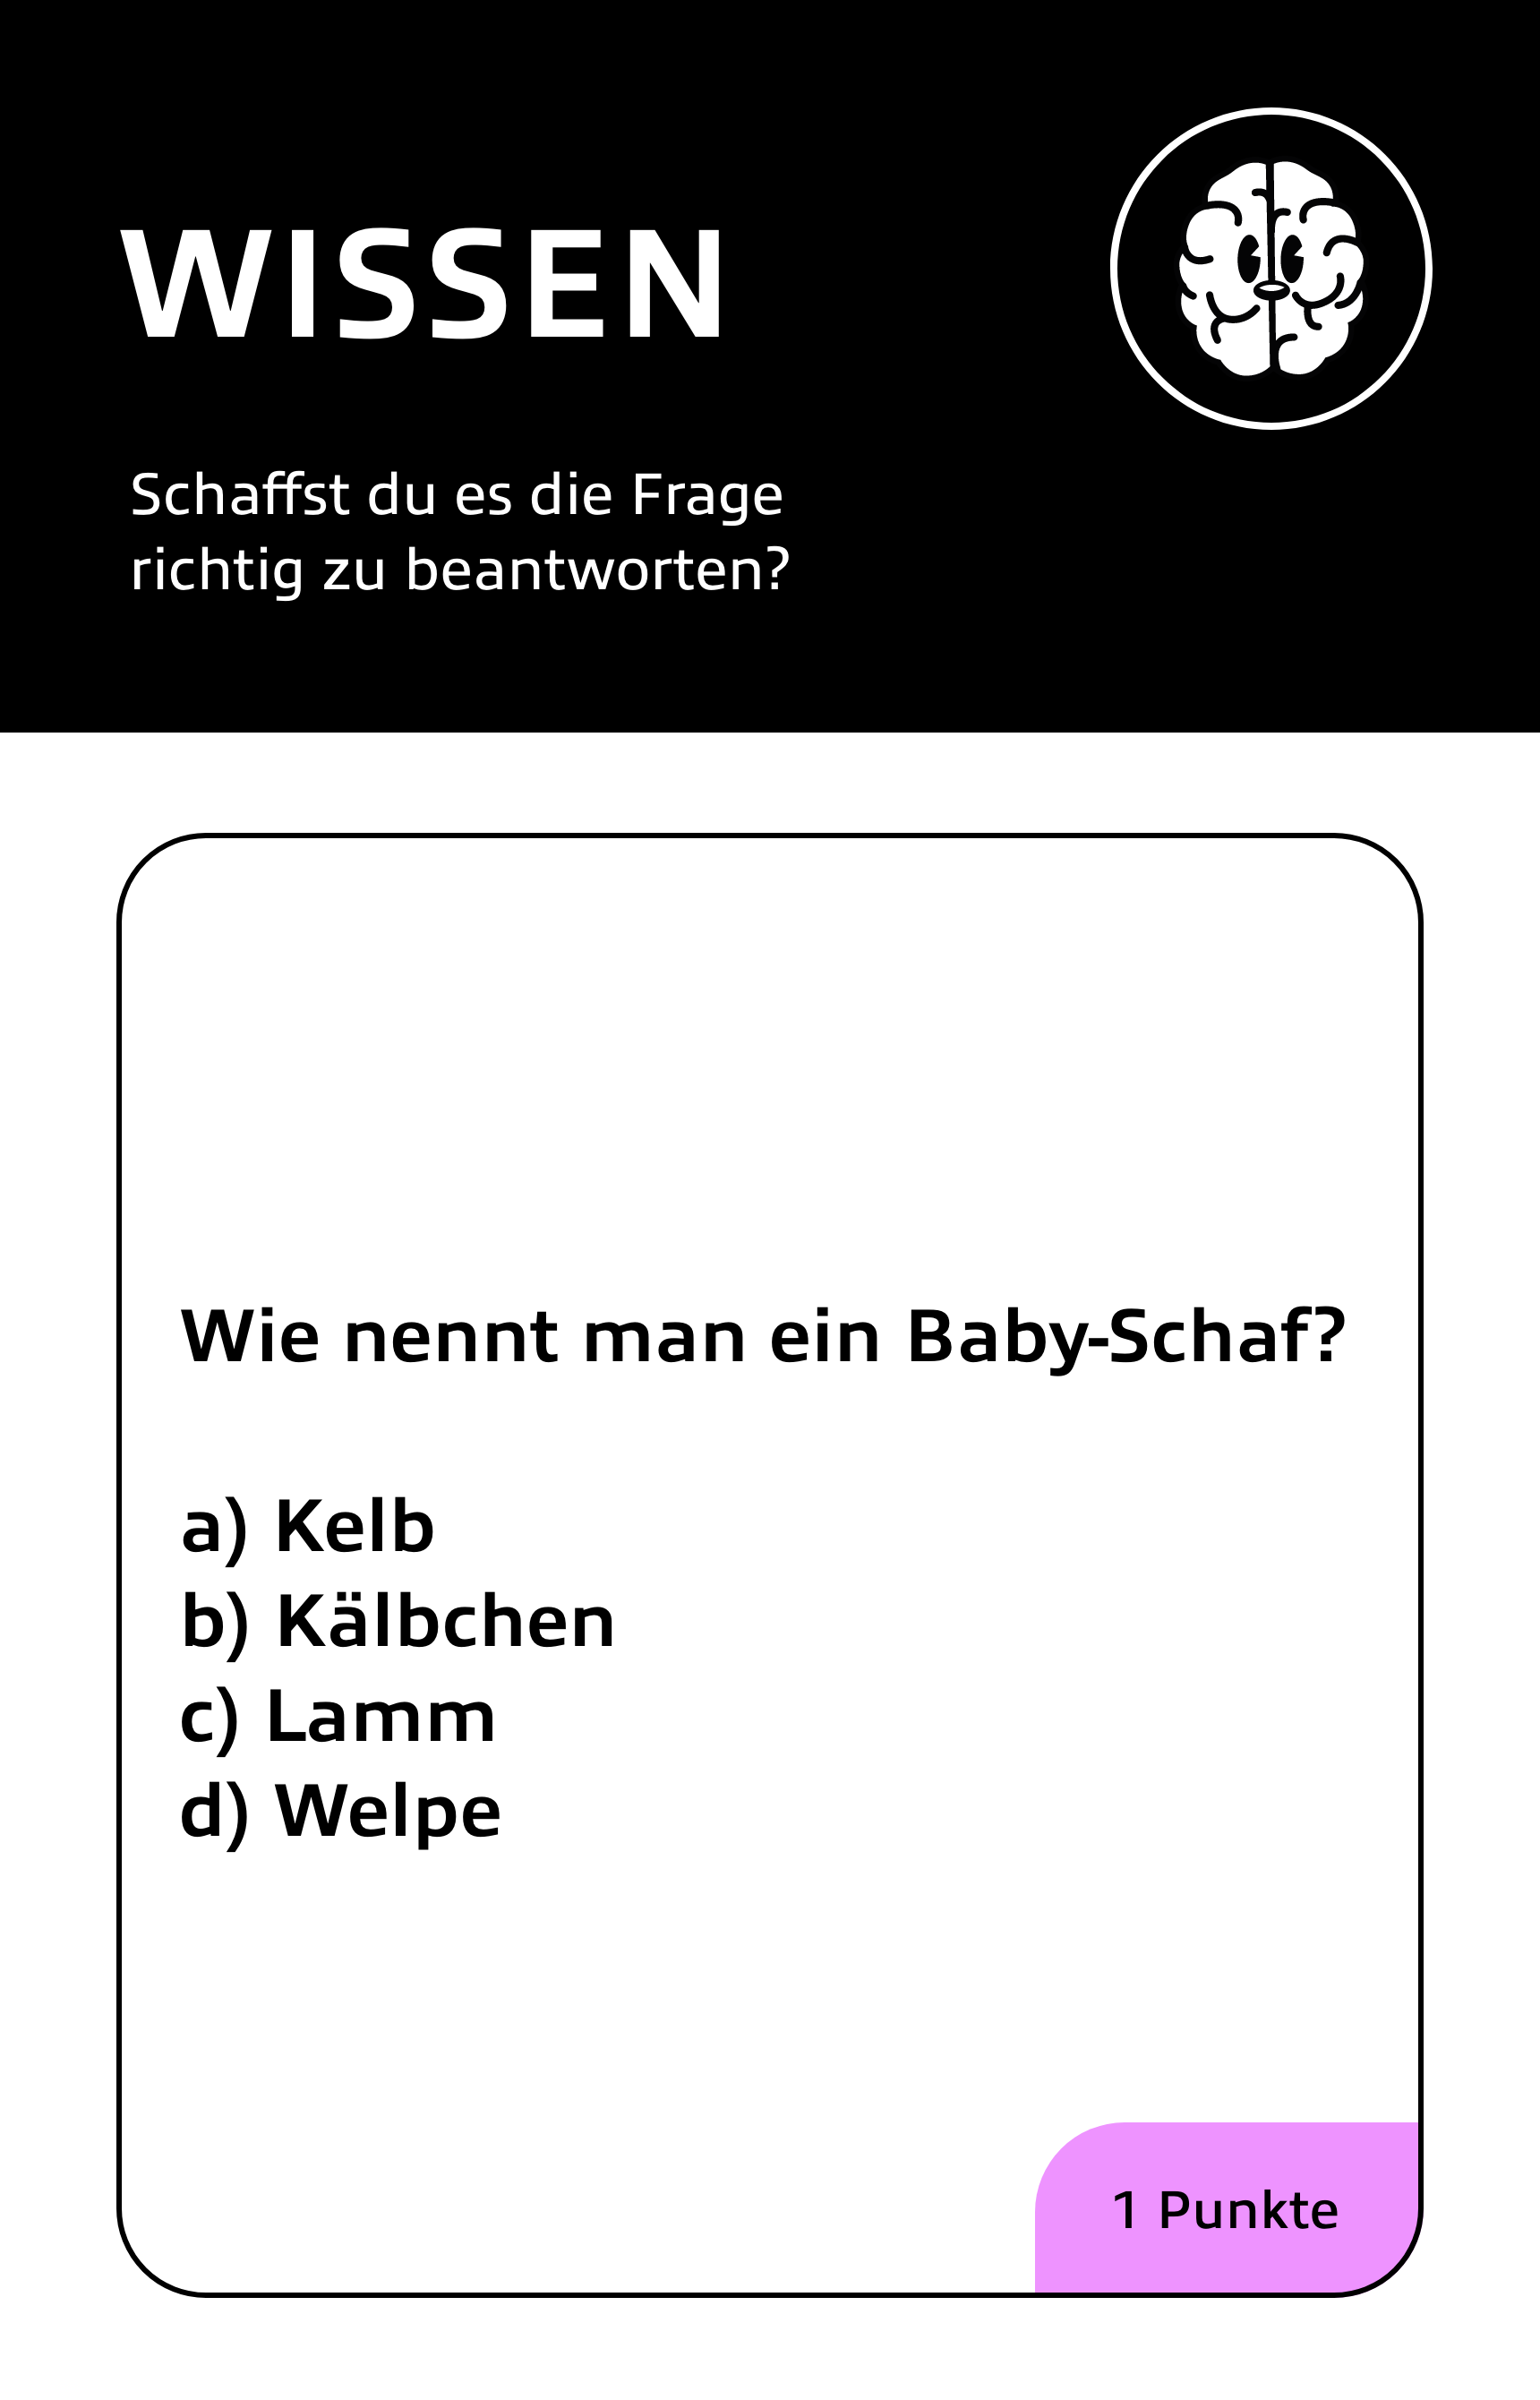 WISSEN
Schaffst du es die Frage
richtig zu beantworten?
Wie nennt man ein Baby-Schaf?
a) Kelb
b) Kälbchen
c) Lamm
d) Welpe
1 Punkte